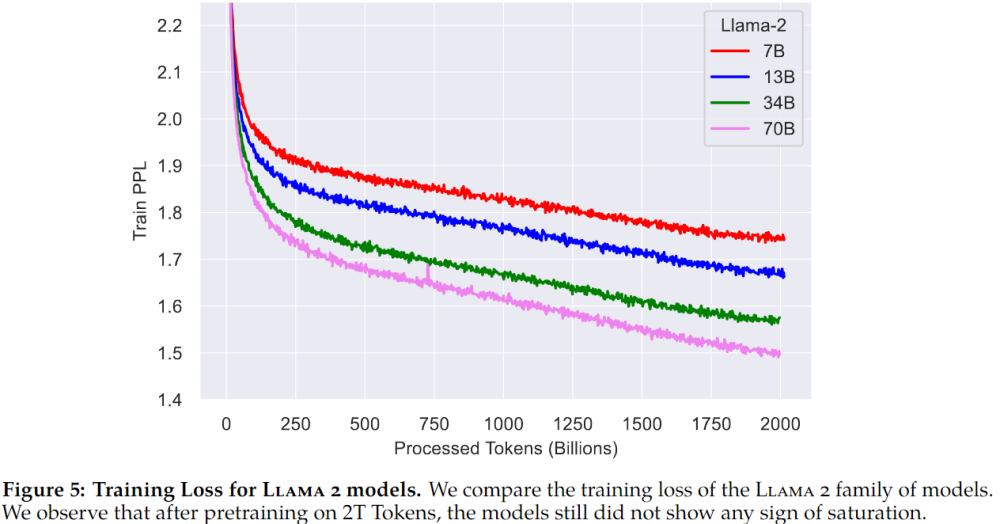 2.2
2.1
2.0
1.9
1.8
1.7
1.6
1.5
1.4
Train PPL
Llama-2
7B
13B
34B
70B
0 250 500 750 1000 1250 1500 1750 2000
Processed Tokens (Billions)
Figure 5: Training Loss for LLAMA 2 models. We compare the training loss of the LLAMA 2 family of models.
We observe that after pretraining on 2T Tokens, the models still did not show any sign of saturation.